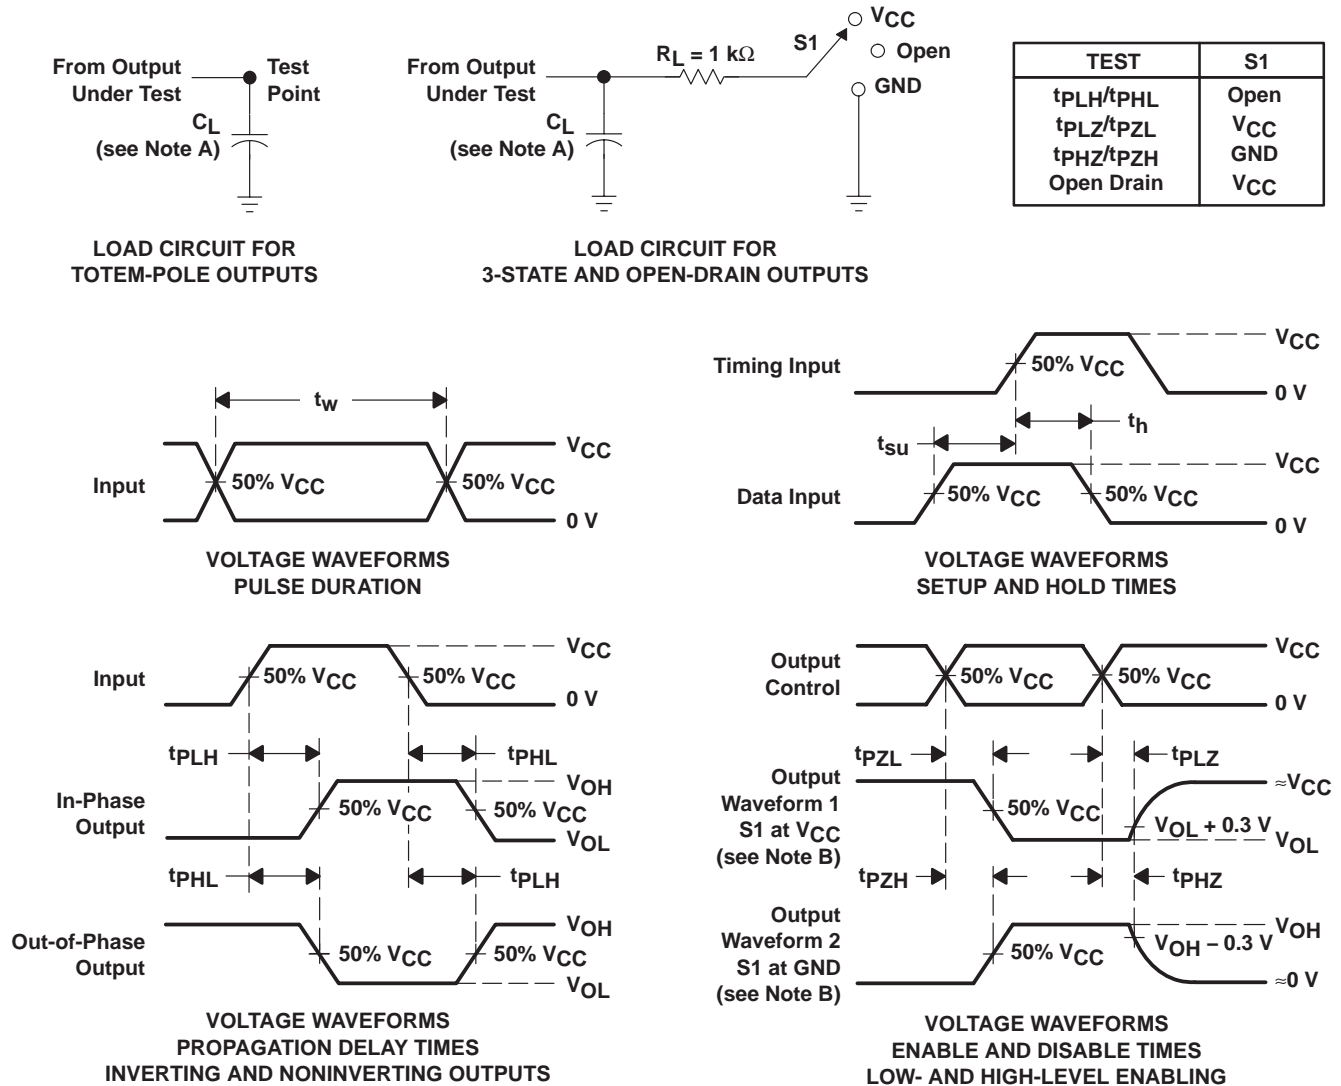 From Output
Under Test
Test
Point
CL
(see Note A)
LOAD CIRCUIT FOR
TOTEM-POLE OUTPUTS
From Output
Under Test
CL
(see Note A)
RL = 1 kΩ
S1
VCC
Open
GND
LOAD CIRCUIT FOR
3-STATE AND OPEN-DRAIN OUTPUTS
TEST S1
tPLH/tPHL Open
tPLZ/tPZL VCC
tPHZ/tPZH GND
Open Drain VCC
tw
Input
50% VCC
50% VCC
VCC
0 V
VOLTAGE WAVEFORMS
PULSE DURATION
Timing Input
50% VCC
VCC
0 V
tsu
th
Data Input
50% VCC
50% VCC
VCC
0 V
VOLTAGE WAVEFORMS
SETUP AND HOLD TIMES
Input
50% VCC
50% VCC
VCC
0 V
tPLH
tPHL
In-Phase
Output
50% VCC
50% VCC
VOH
VOL
tPHL
tPLH
Out-of-Phase
Output
50% VCC
50% VCC
VOH
VOL
VOLTAGE WAVEFORMS
PROPAGATION DELAY TIMES
INVERTING AND NONINVERTING OUTPUTS
Output
Control
50% VCC
50% VCC
VCC
0 V
tPZL
tPLZ
Output
Waveform 1
S1 at VCC
(see Note B)
50% VCC
VOL + 0.3 V
≈VCC
VOL
tPZH
tPHZ
Output
Waveform 2
S1 at GND
(see Note B)
50% VCC
VOH − 0.3 V
VOH
≈0 V
VOLTAGE WAVEFORMS
ENABLE AND DISABLE TIMES
LOW- AND HIGH-LEVEL ENABLING